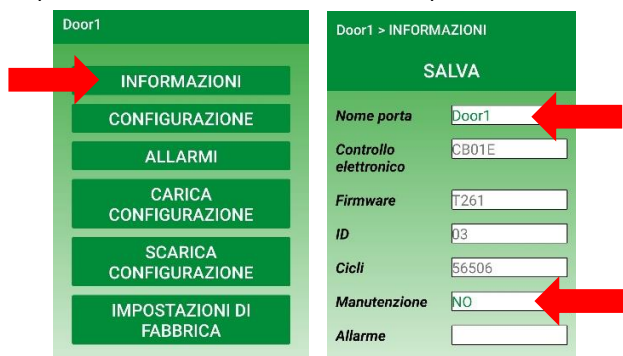 Door1
INFORMAZIONI
CONFIGURAZIONE
ALLARMI
CARICA
CONFIGURAZIONE
SCARICA
CONFIGURAZIONE
IMPOSTAZIONI DI
FABBRICA
Door1 > INFORMAZIONI
SALVA
Nome porta Door1
Controllo CB01E
elettronico
Firmware T261
ID 03
Cicli 56506
Manutenzione NO
Allarme